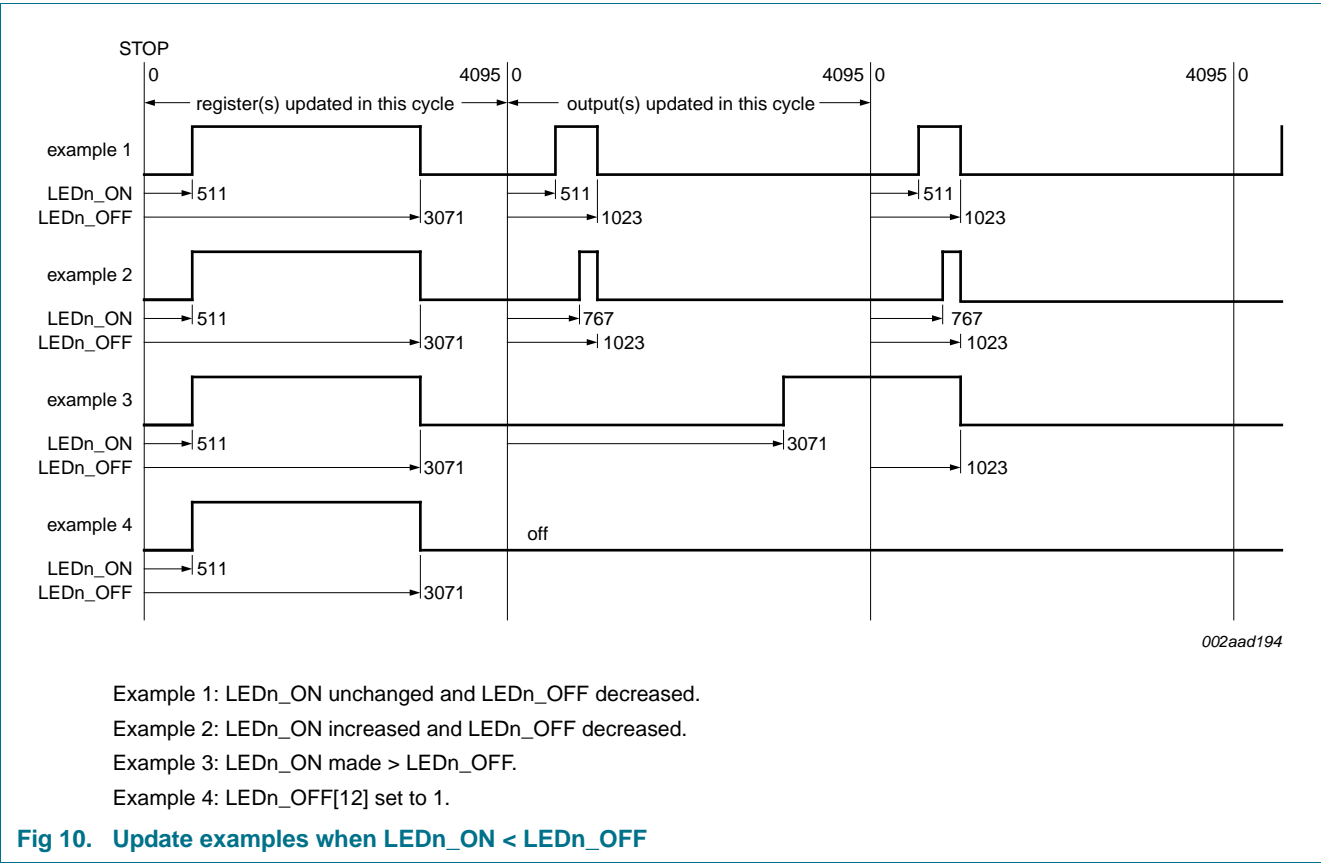 STOP
0 4095 0 4095 0 4095 0
register(s) updated in this cycle output(s) updated in this cycle
example 1
LEDn_ON 511 511 511
LEDn_OFF 3071 1023 1023
example 2
LEDn_ON 511 767 767
LEDn_OFF 3071 1023 1023
example 3
LEDn_ON 511 3071
LEDn_OFF 3071 1023
example 4 off
LEDn_ON 511
LEDn_OFF 3071
002aad194
Example 1: LEDn_ON unchanged and LEDn_OFF decreased.
Example 2: LEDn_ON increased and LEDn_OFF decreased.
Example 3: LEDn_ON made > LEDn_OFF.
Example 4: LEDn_OFF[12] set to 1.
Fig 10. Update examples when LEDn_ON < LEDn_OFF